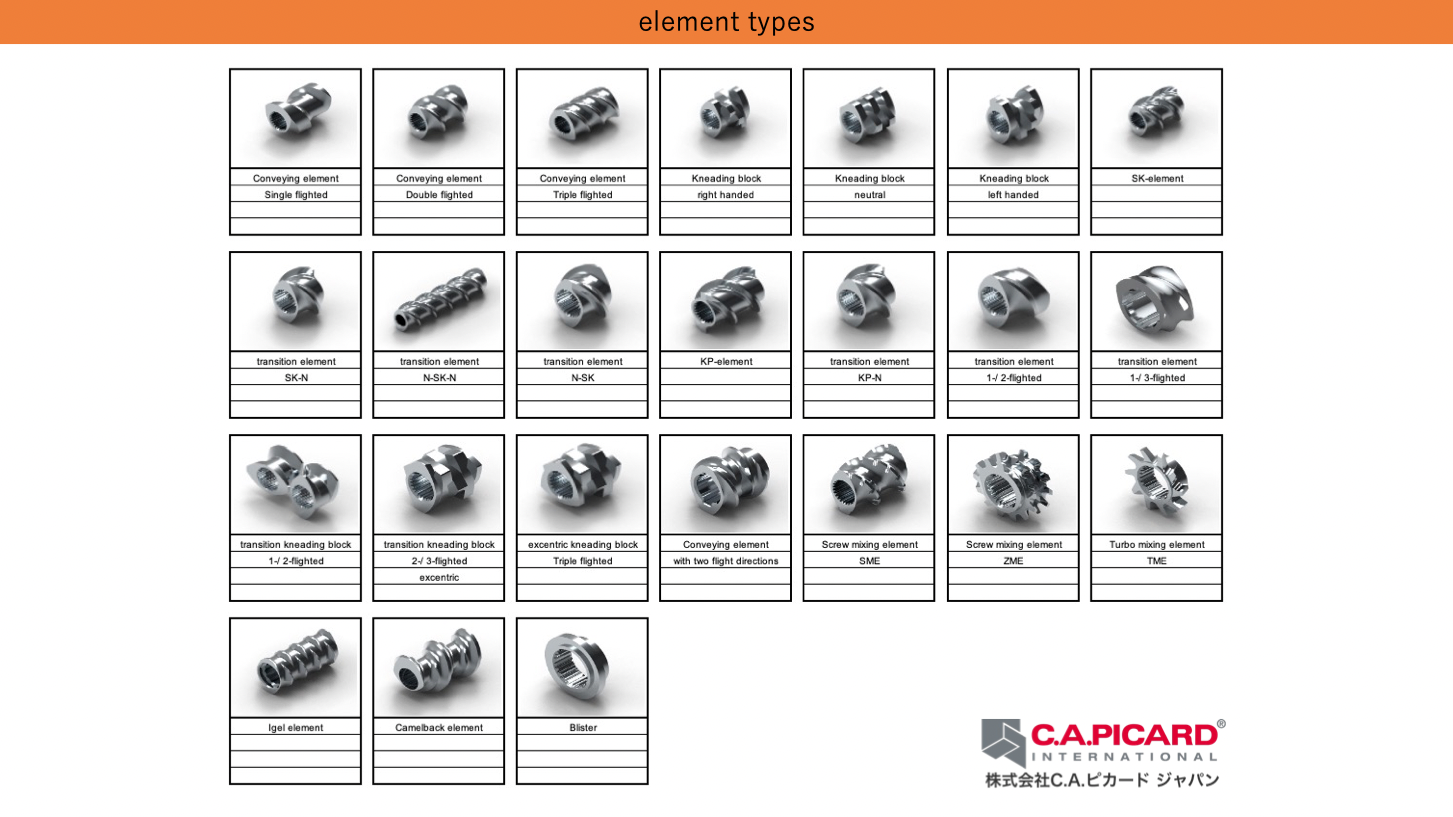 element types
Conveying element
Single flighted
Conveying element
Double flighted
Conveying element
Triple flighted
Kneading block
right handed
Kneading block
neutral
Kneading block
left handed
SK-element
transition element
SK-N
transition element
N-SK-N
transition element
N-SK
KP-element
transition element
KP-N
transition element
1-/ 2-flighted
transition element
1-/ 3-flighted
transition kneading block
1-/ 2-flighted
transition kneading block
2-/ 3-flighted
excentric
excentric kneading block
Triple flighted
Conveying element
with two flight directions
Screw mixing element
SME
Screw mixing element
ZME
Turbo mixing element
TME
Igel element
Camelback element
Blister
C.A.PICARD®
INTERNATIONAL
株式会社C.A.ピカード ジャパン